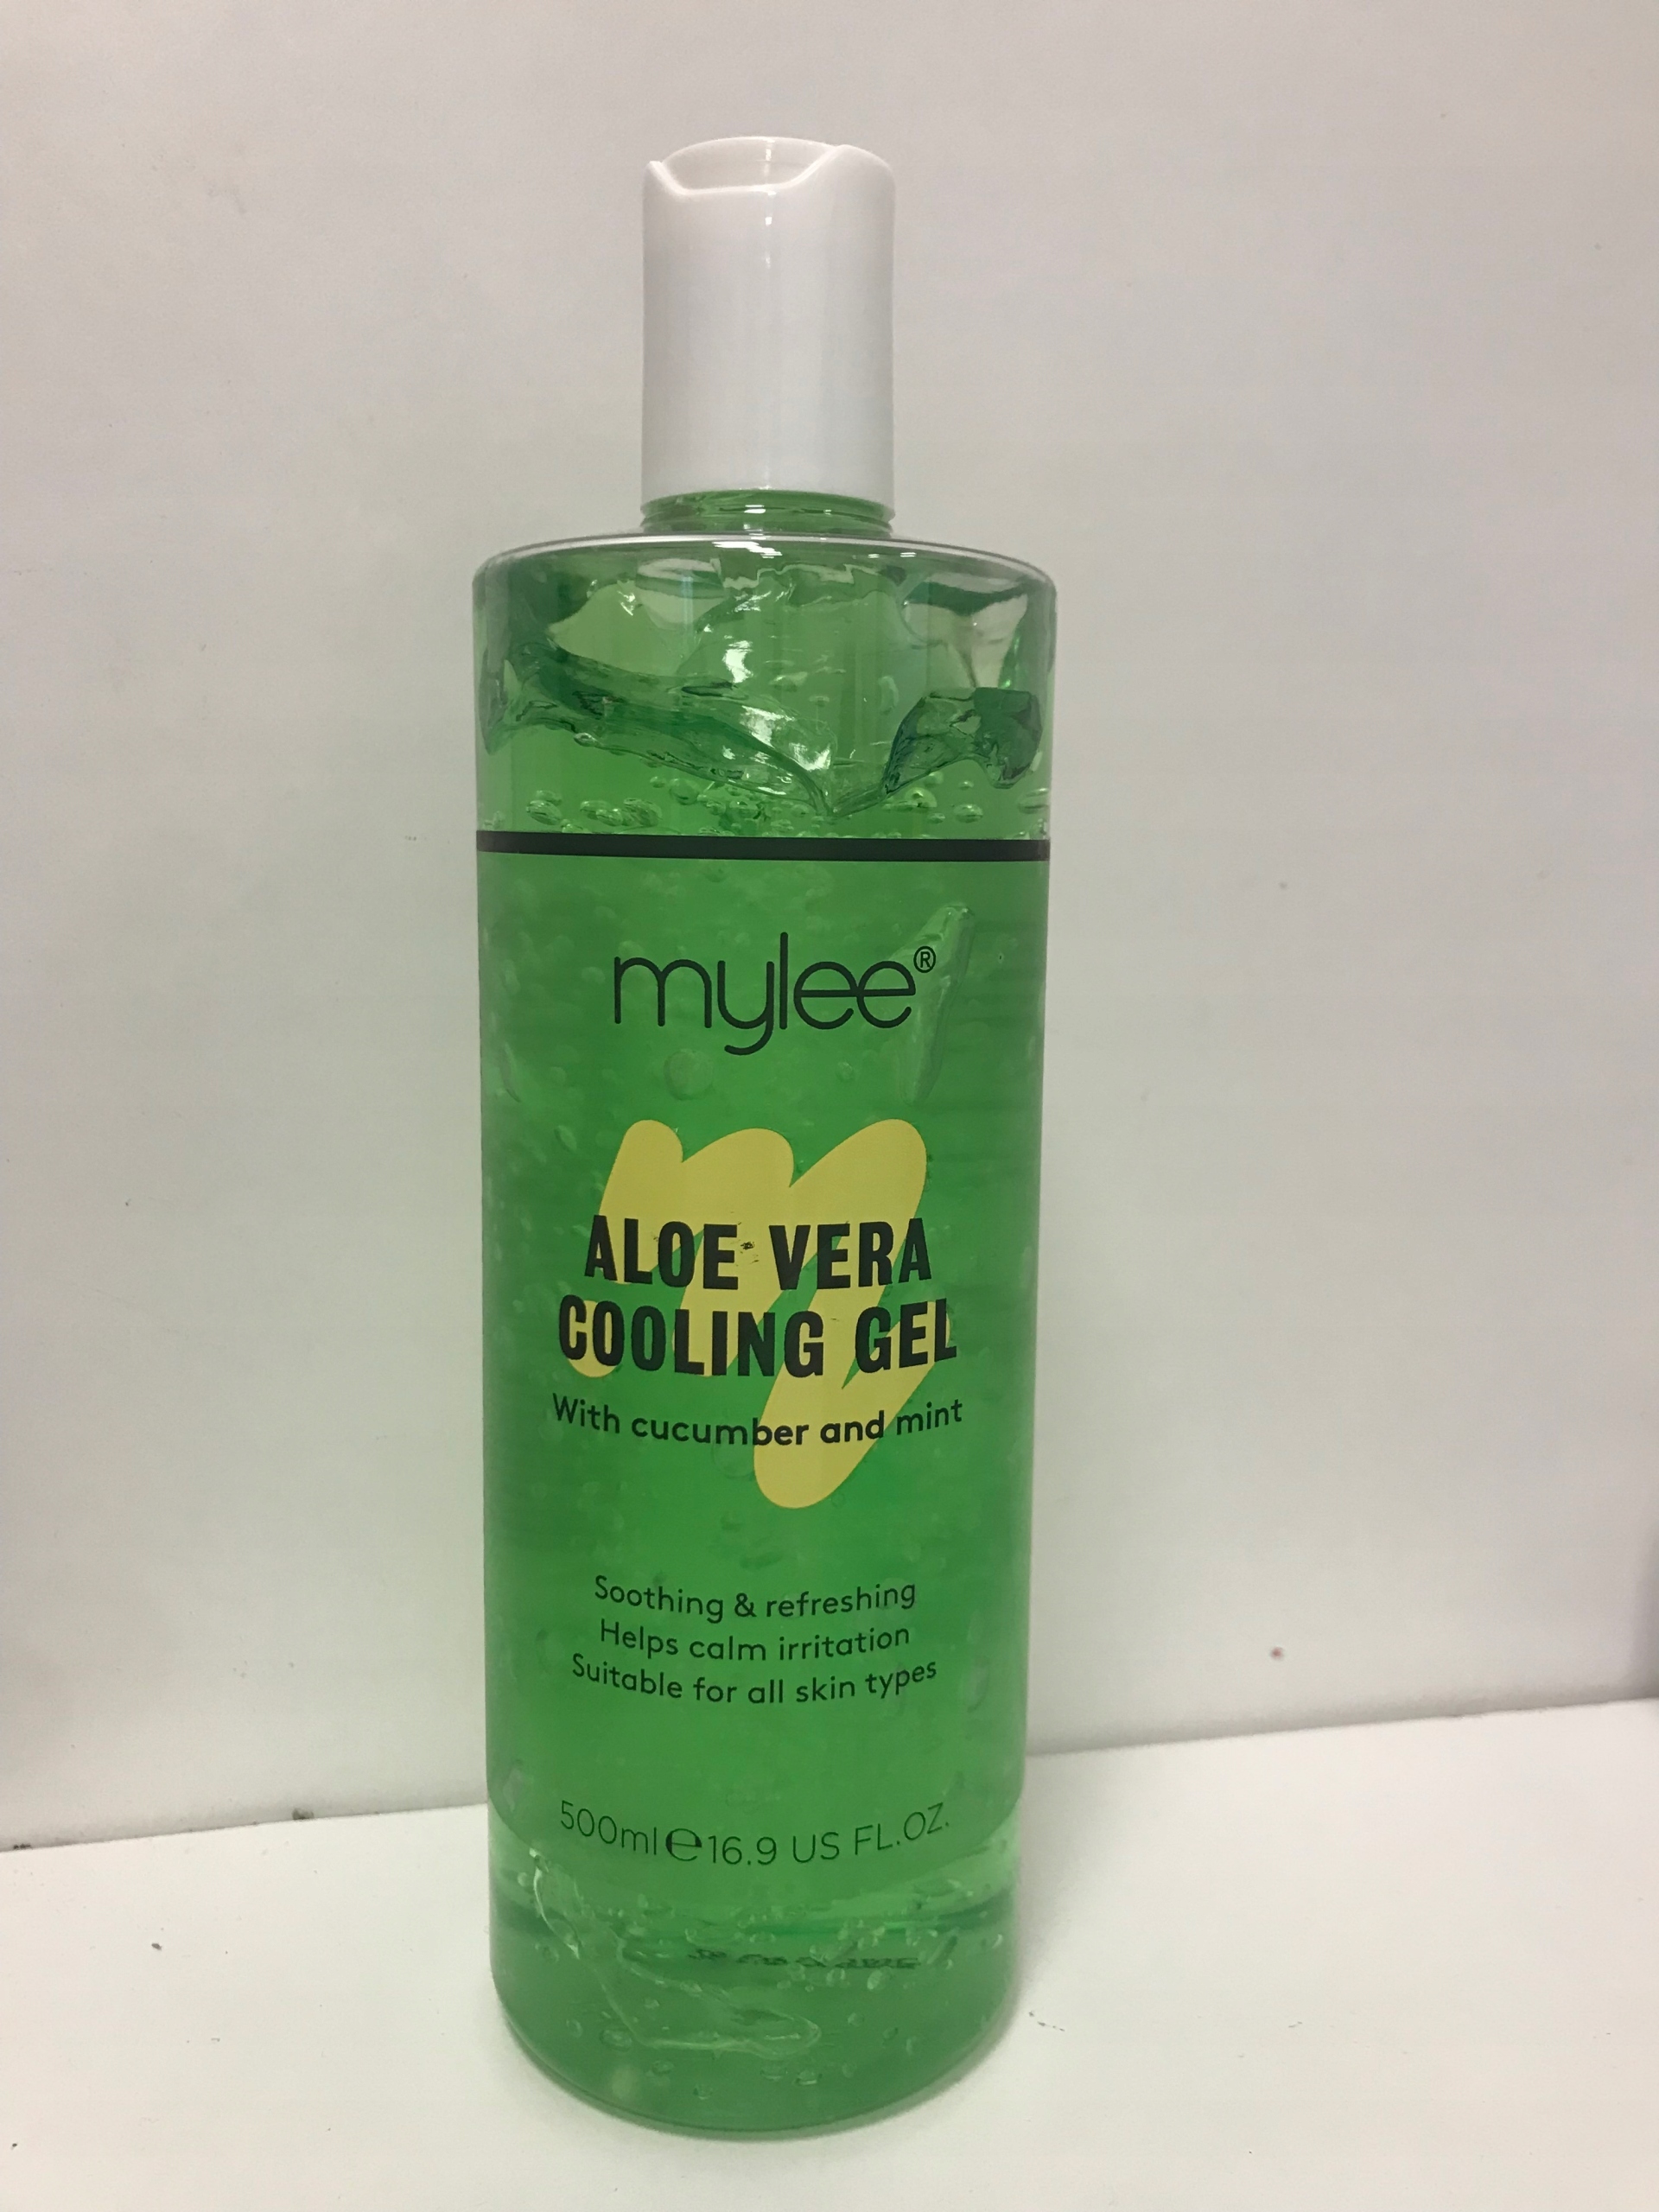 mylee®
ALOE VERA
COOLING GEL
With cucumber and mint
Soothing & refreshing
Helps calm irritation
Suitable for all skin types
500ml ℮ 16.9 US FL.OZ.